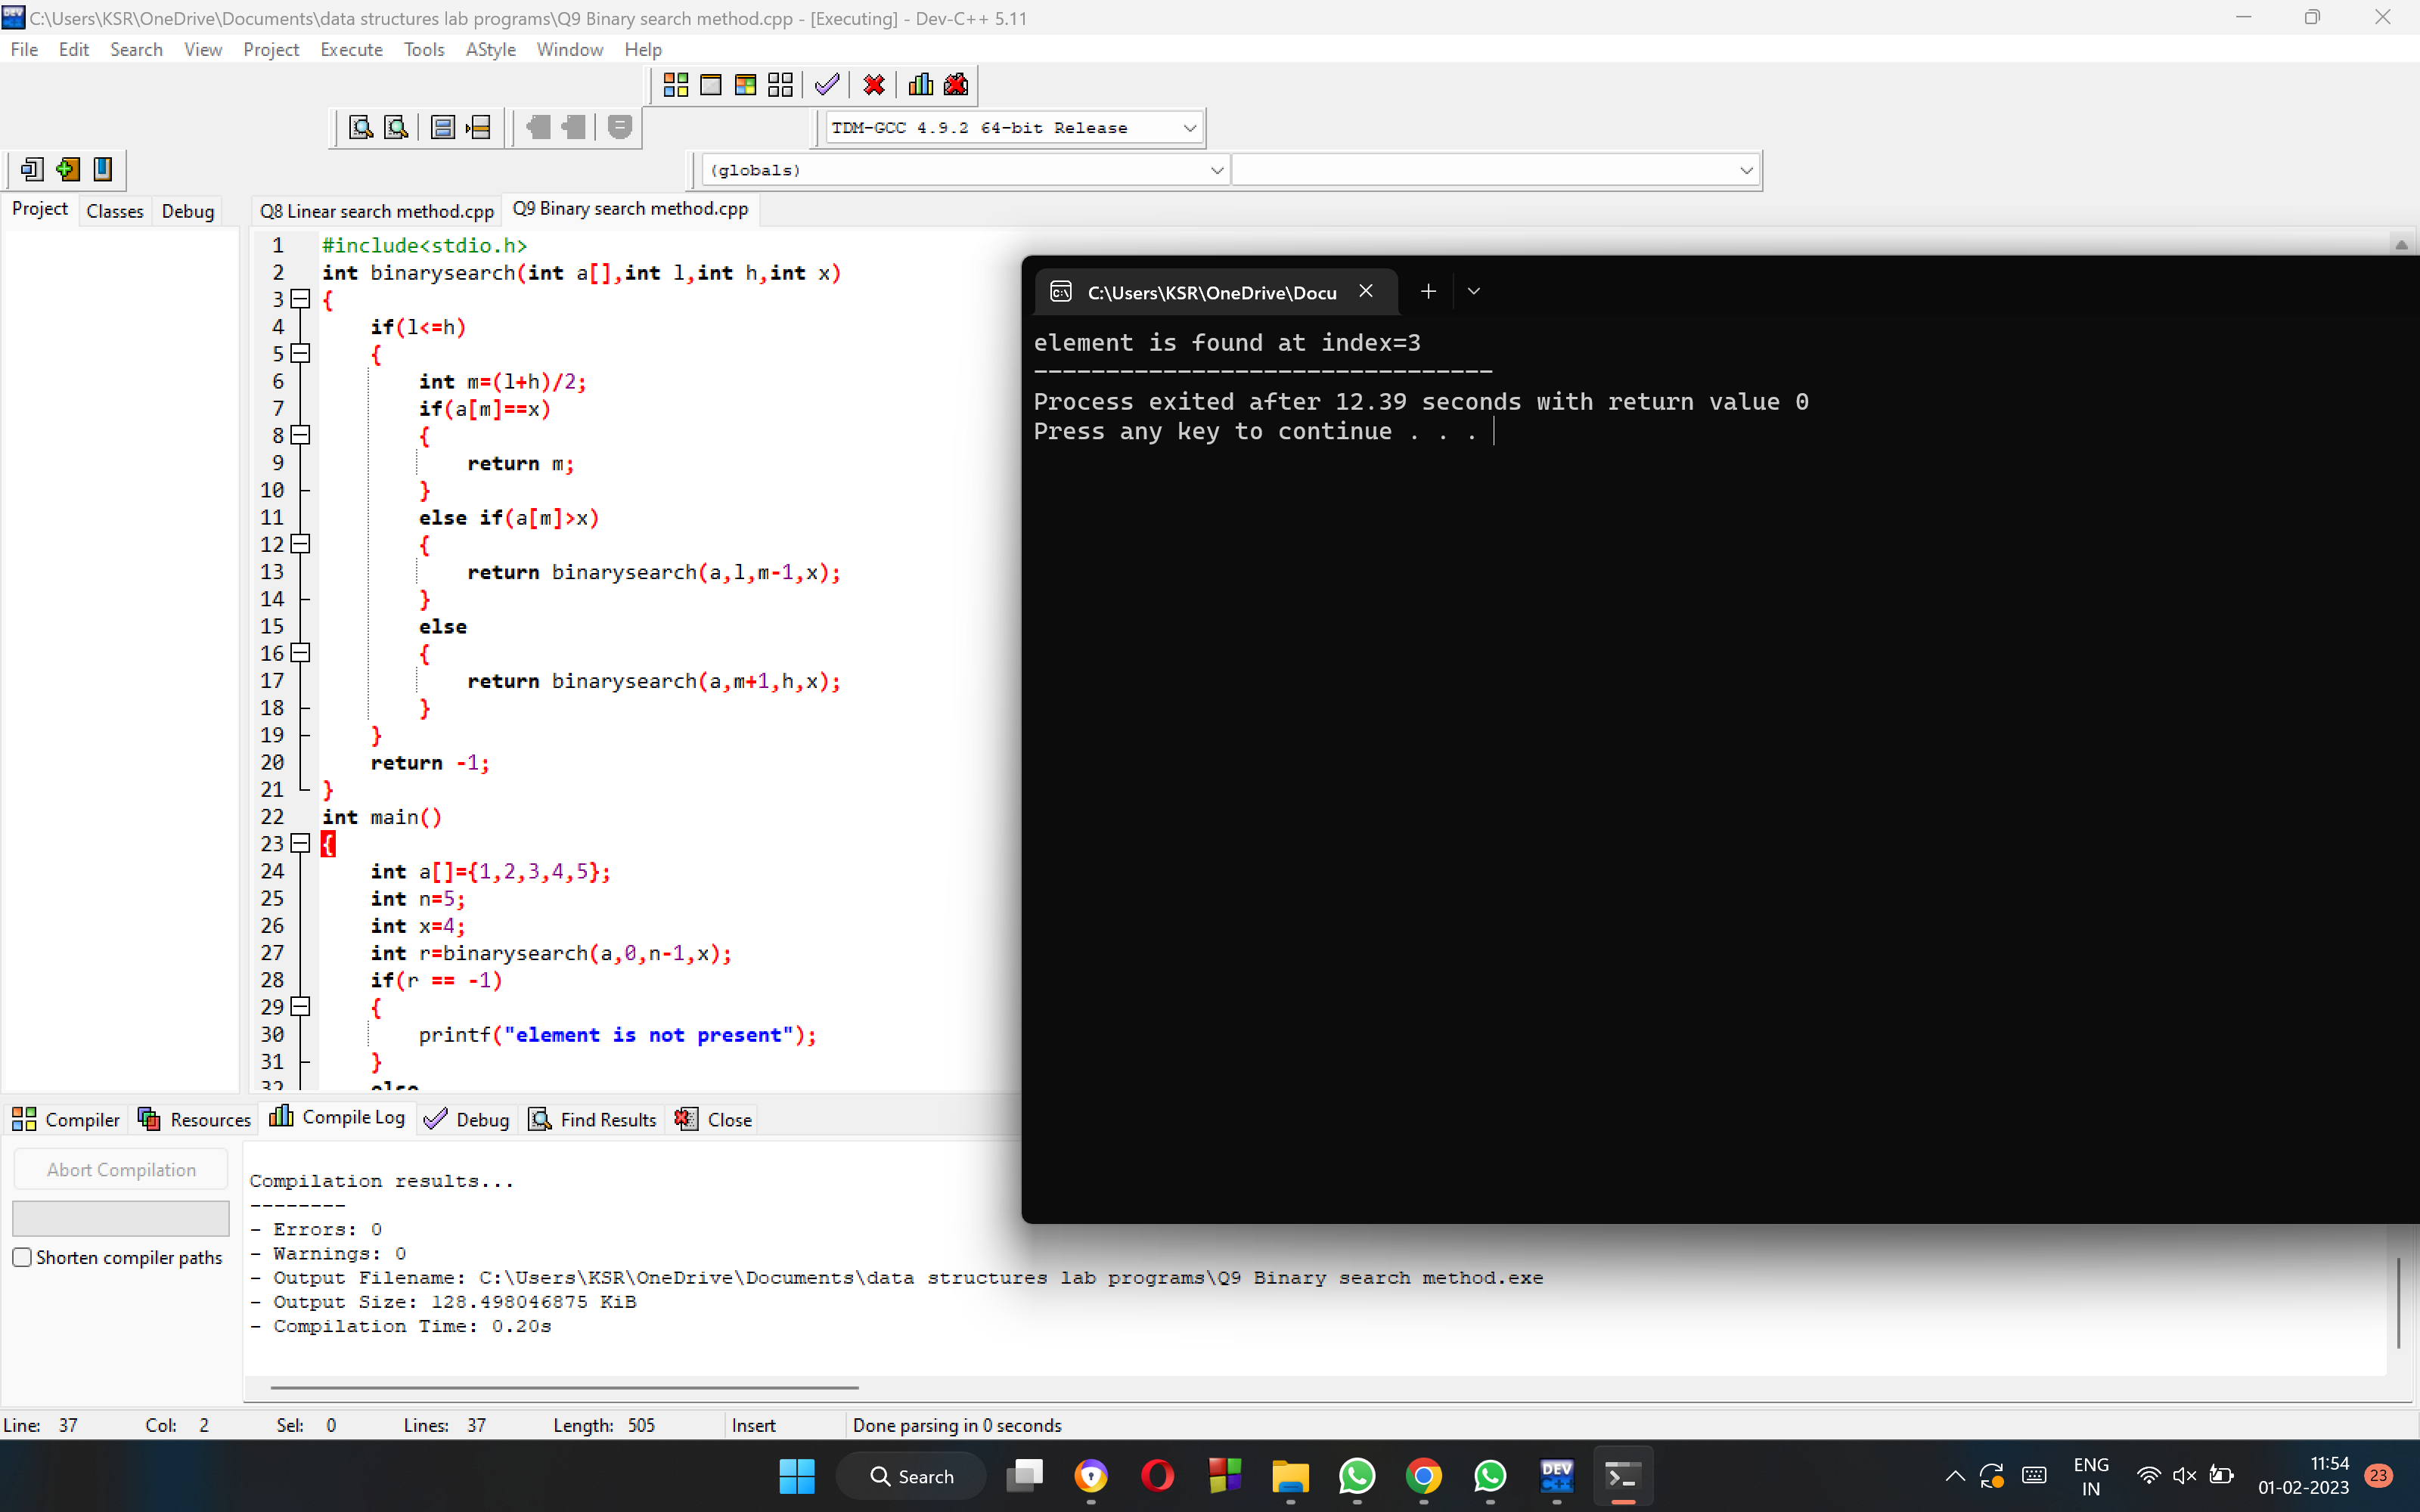 C:\Users\KSR\OneDrive\Documents\data structures lab programs\Q9 Binary search method.cpp - [Executing] - Dev-C++ 5.11
File Edit Search View Project Execute Tools AStyle Window Help
TDM-GCC 4.9.2 64-bit Release
(globals)
Project Classes Debug
Q8 Linear search method.cpp Q9 Binary search method.cpp
1 #include<stdio.h>
2 int binarysearch(int a[],int l,int h,int x)
3 {
4 if(l<=h)
5 {
6 int m=(l+h)/2;
7 if(a[m]==x)
8 {
9 return m;
10 }
11 else if(a[m]>x)
12 {
13 return binarysearch(a,l,m-1,x);
14 }
15 else
16 {
17 return binarysearch(a,m+1,h,x);
18 }
19 }
20 return -1;
21 }
22 int main()
23 {
24 int a[]={1,2,3,4,5};
25 int n=5;
26 int x=4;
27 int r=binarysearch(a,0,n-1,x);
28 if(r == -1)
29 {
30 printf("element is not present");
31 }
32 else
C:\Users\KSR\OneDrive\Docu
element is found at index=3
--------------------------------
Process exited after 12.39 seconds with return value 0
Press any key to continue . . .
Compiler Resources Compile Log Debug Find Results Close
Abort Compilation
Shorten compiler paths
Compilation results...
--------
- Errors: 0
- Warnings: 0
- Output Filename: C:\Users\KSR\OneDrive\Documents\data structures lab programs\Q9 Binary search method.exe
- Output Size: 128.498046875 KiB
- Compilation Time: 0.20s
Line: 37 Col: 2 Sel: 0 Lines: 37 Length: 505 Insert Done parsing in 0 seconds
Search
DEV C++
ENG
IN
11:54
01-02-2023
23